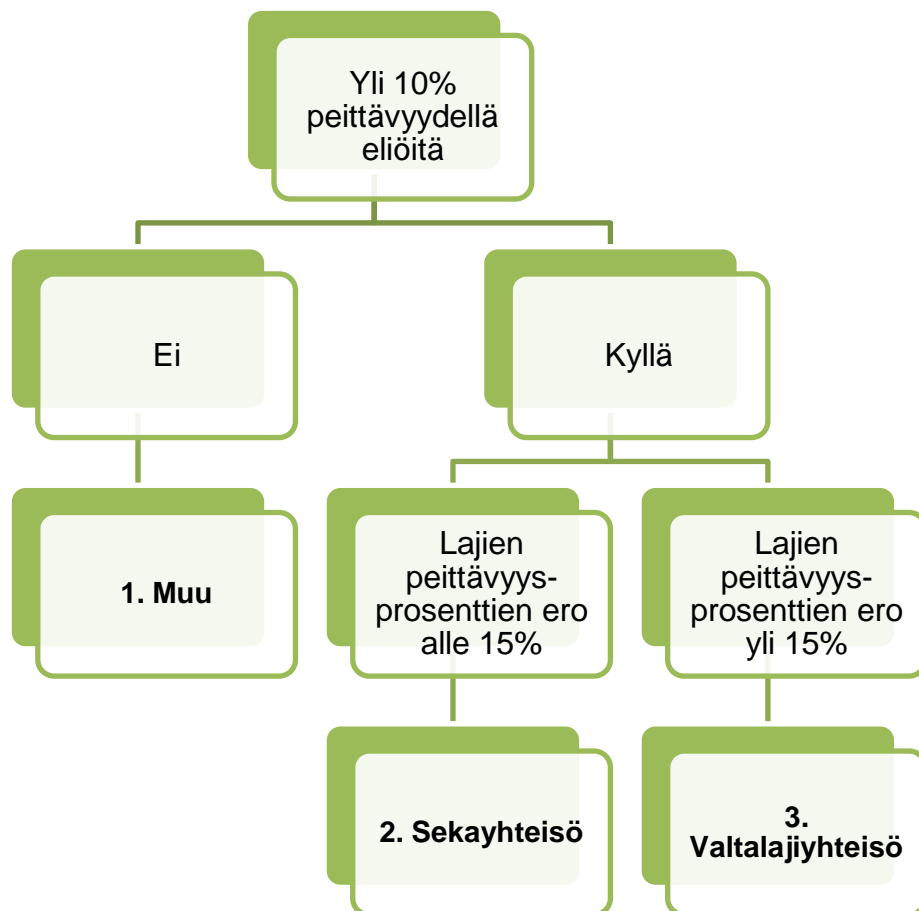 Yli 10%
peittävyydellä
eliöitä
Ei
Kyllä
1. Muu
Lajien
peittävyys-
prosenttien ero
alle 15%
Lajien
peittävyys-
prosenttien ero
yli 15%
2. Sekayhteisö
3.
Valtalajiyhteisö